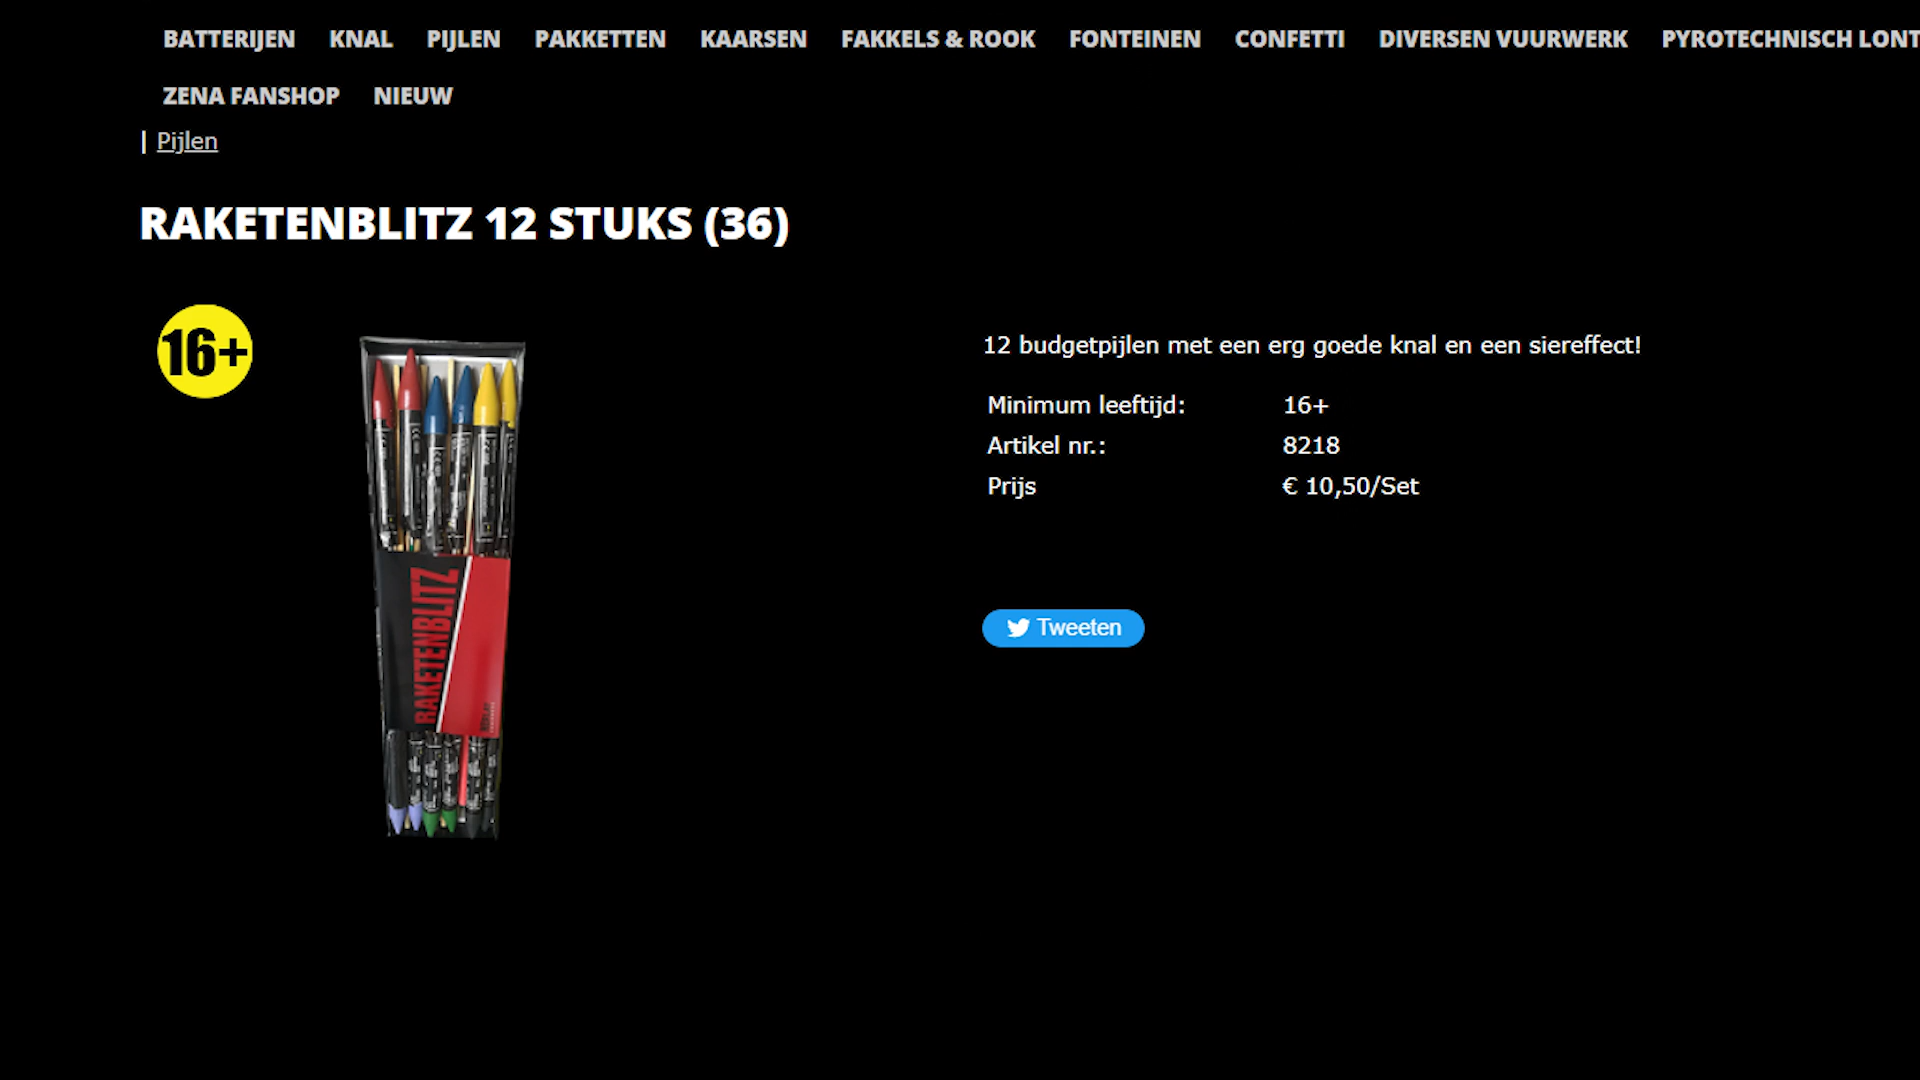 BATTERIJEN KNAL PIJLEN PAKKETTEN KAARSEN FAKKELS & ROOK FONTEINEN CONFETTI DIVERSEN VUURWERK PYROTECHNISCH LONT
ZENA FANSHOP NIEUW
| Pijlen
RAKETENBLITZ 12 STUKS (36)
16+
12 budgetpijlen met een erg goede knal en een siereffect!
Minimum leeftijd: 16+
Artikel nr.: 8218
Prijs € 10,50/Set
Tweeten
RAKETENBLITZ